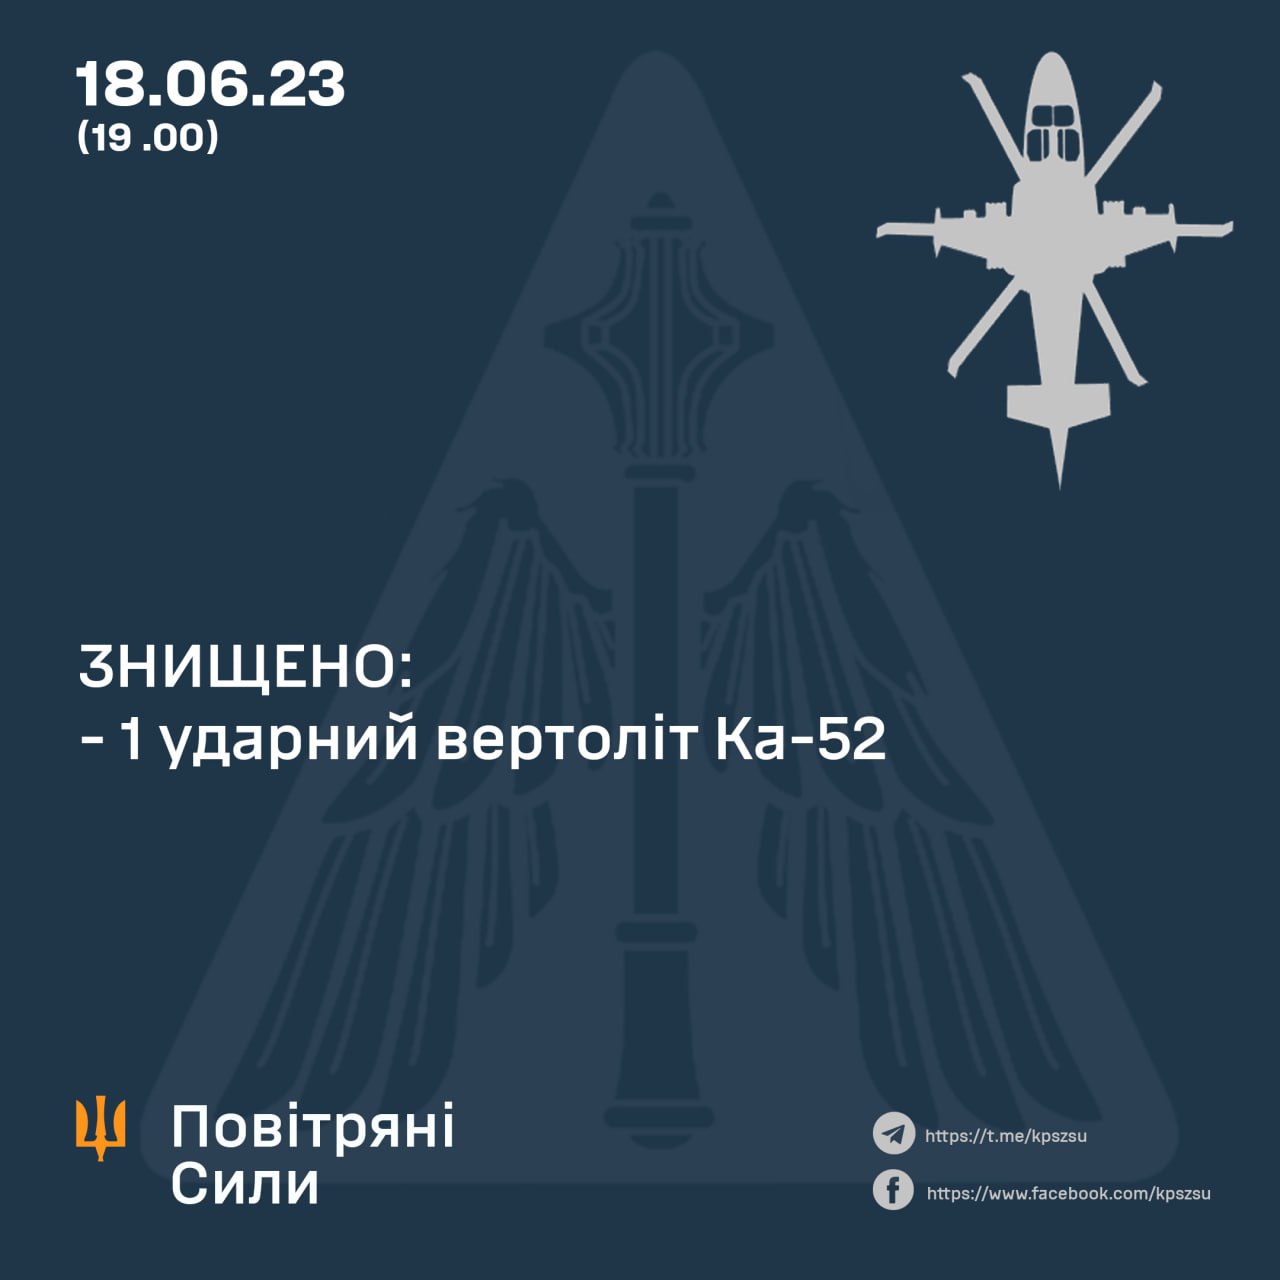 18.06.23
(19 .00)
ЗНИЩЕНО:
- 1 ударний вертоліт Ка-52
Повітряні
Сили
https://t.me/kpszsu
https://www.facebook.com/kpszsu